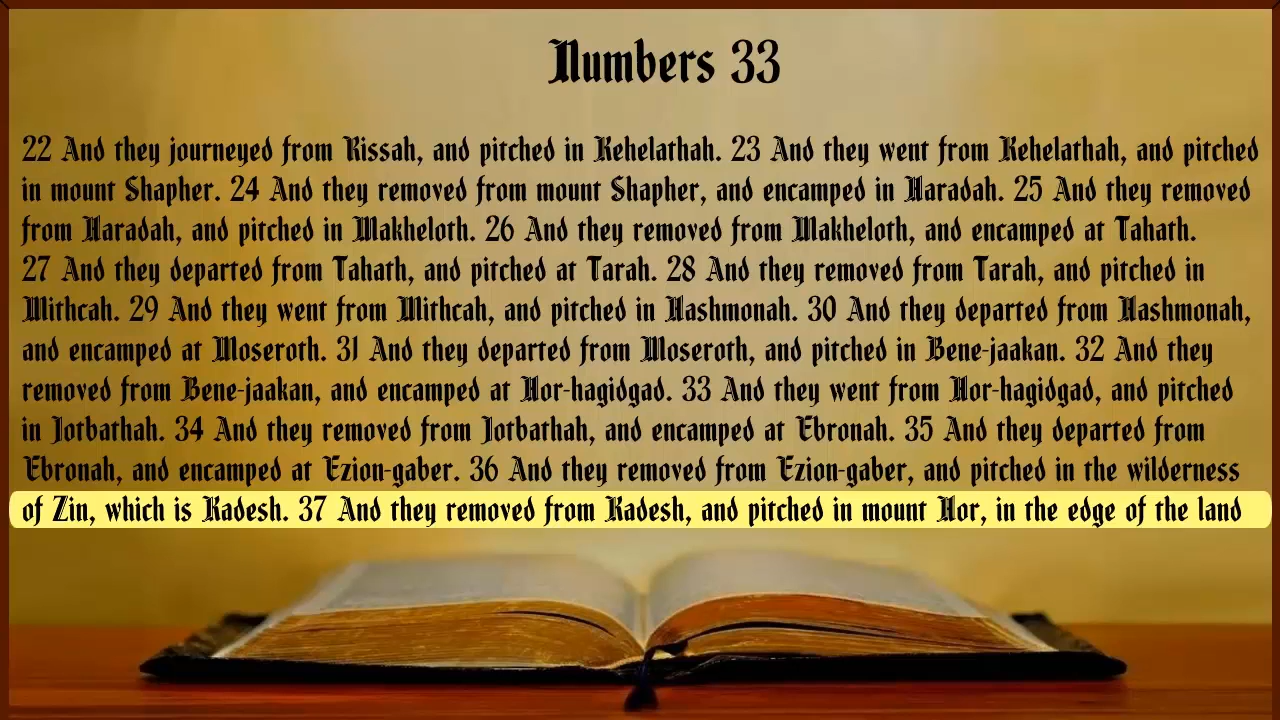 Numbers 33
22 And they journeyed from Rissah, and pitched in Kehelathah. 23 And they went from Kehelathah, and pitched
in mount Shapher. 24 And they removed from mount Shapher, and encamped in Haradah. 25 And they removed
from Haradah, and pitched in Makheloth. 26 And they removed from Makheloth, and encamped at Tahath.
27 And they departed from Tahath, and pitched at Tarah. 28 And they removed from Tarah, and pitched in
Mithcah. 29 And they went from Mithcah, and pitched in Hashmonah. 30 And they departed from Hashmonah,
and encamped at Moseroth. 31 And they departed from Moseroth, and pitched in Bene-jaakan. 32 And they
removed from Bene-jaakan, and encamped at Hor-hagidgad. 33 And they went from Hor-hagidgad, and pitched
in Jotbathah. 34 And they removed from Jotbathah, and encamped at Ebronah. 35 And they departed from
Ebronah, and encamped at Ezion-gaber. 36 And they removed from Ezion-gaber, and pitched in the wilderness
of Zin, which is Kadesh. 37 And they removed from Kadesh, and pitched in mount Hor, in the edge of the land